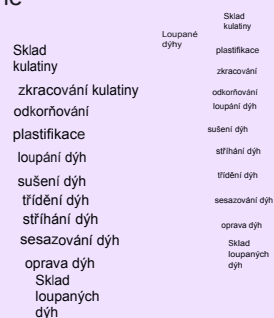 Sklad
kulatiny
zkracování kulatiny
odkorňování
plastifikace
loupání dýh
sušení dýh
třídění dýh
stříhání dýh
sesazování dýh
oprava dýh
Sklad
loupaných
dýh
Loupané
dýhy
Sklad
kulatiny
plastifikace
zkracování
odkorňování
loupání dýh
sušení dýh
stříhání dýh
třídění dýh
sesazování dýh
oprava dýh
Sklad
loupaných
dýh